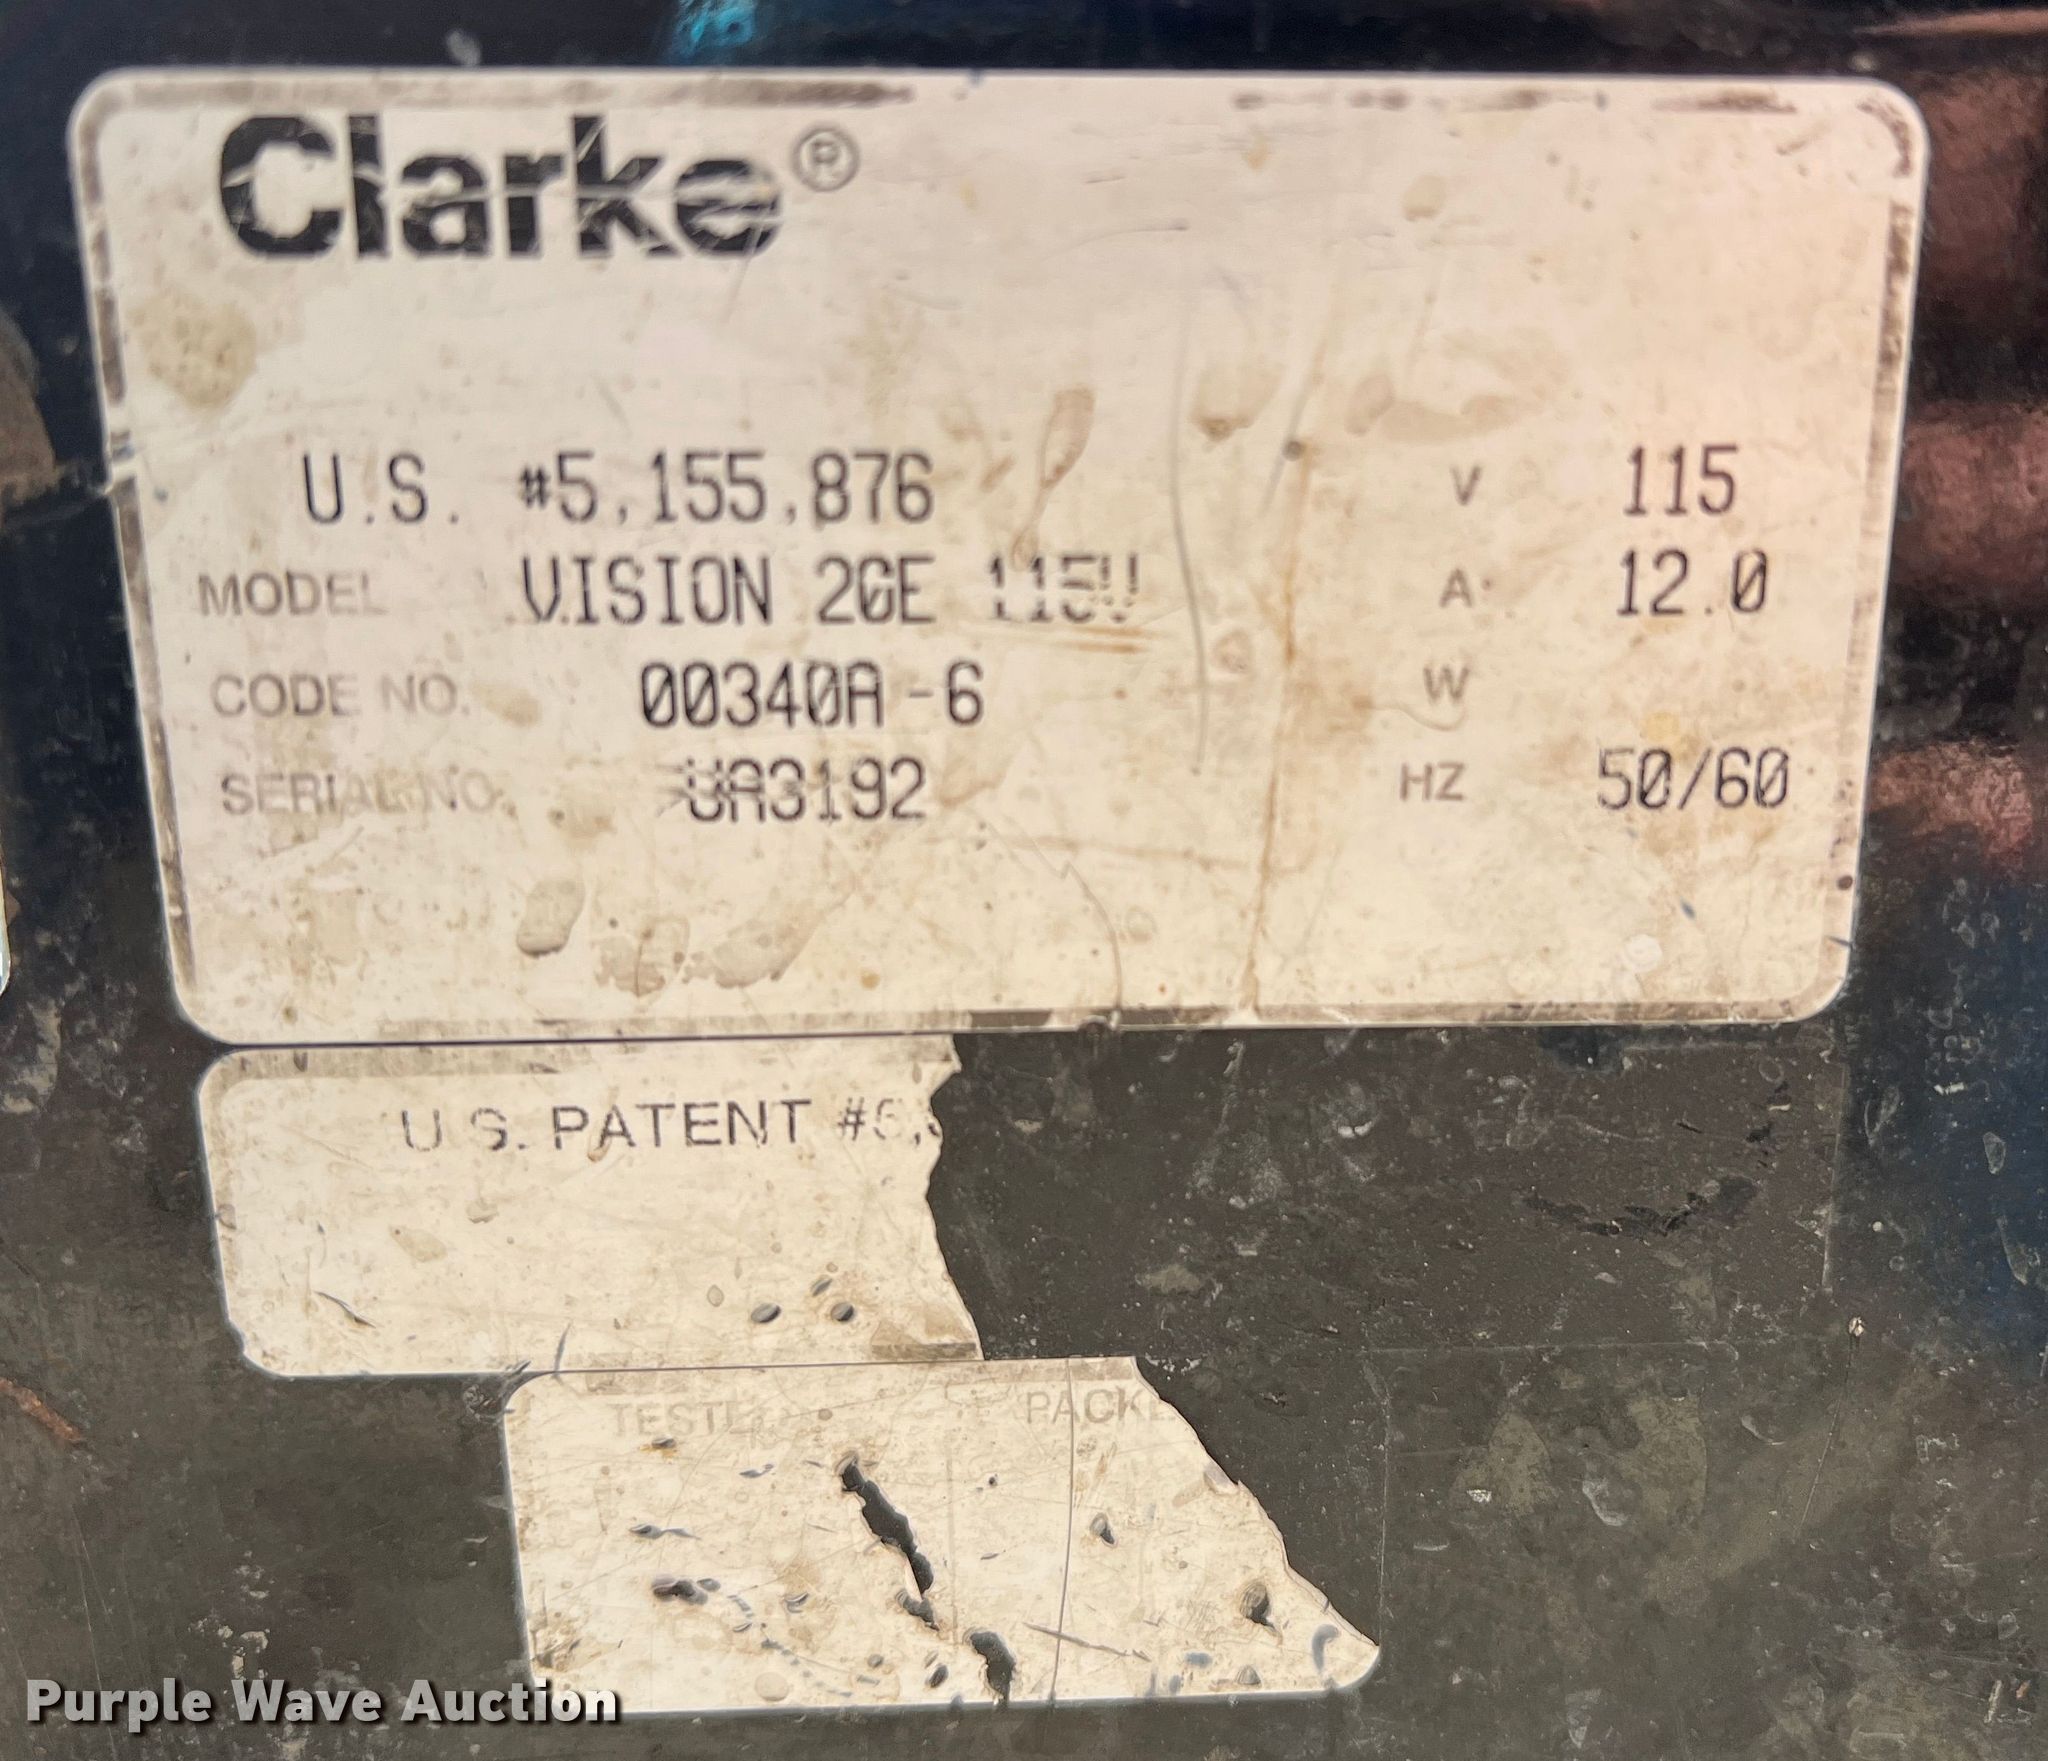 Clarke®
U.S. #5,155,876 V 115
MODEL VISION 26E 115V A 12.0
CODE NO. 00340A-6 W
SERIAL NO. UA3192 HZ 50/60
U.S. PATENT
Purple Wave Auction